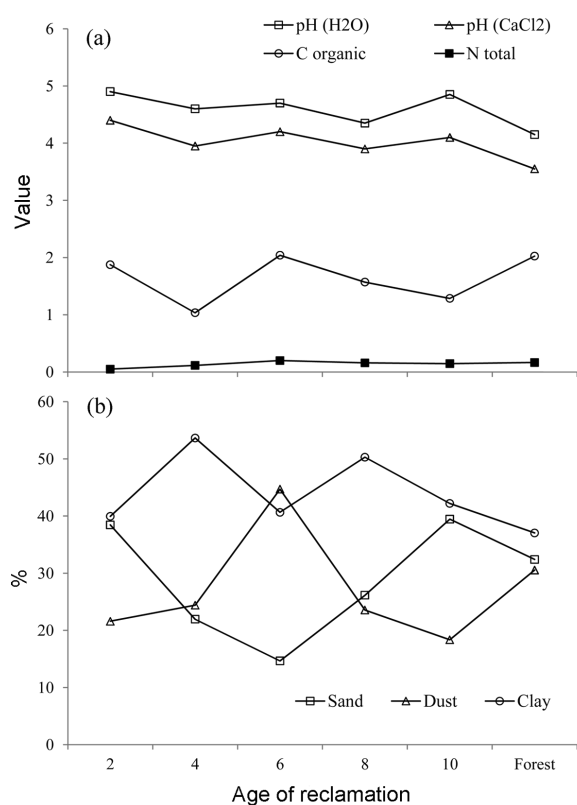 pH (H2O) pH (CaCl2)
C organic N total
(a)
6
5
4
3
2
1
0
Value
(b)
60
50
40
30
20
10
0
%
Sand Dust Clay
2 4 6 8 10 Forest
Age of reclamation